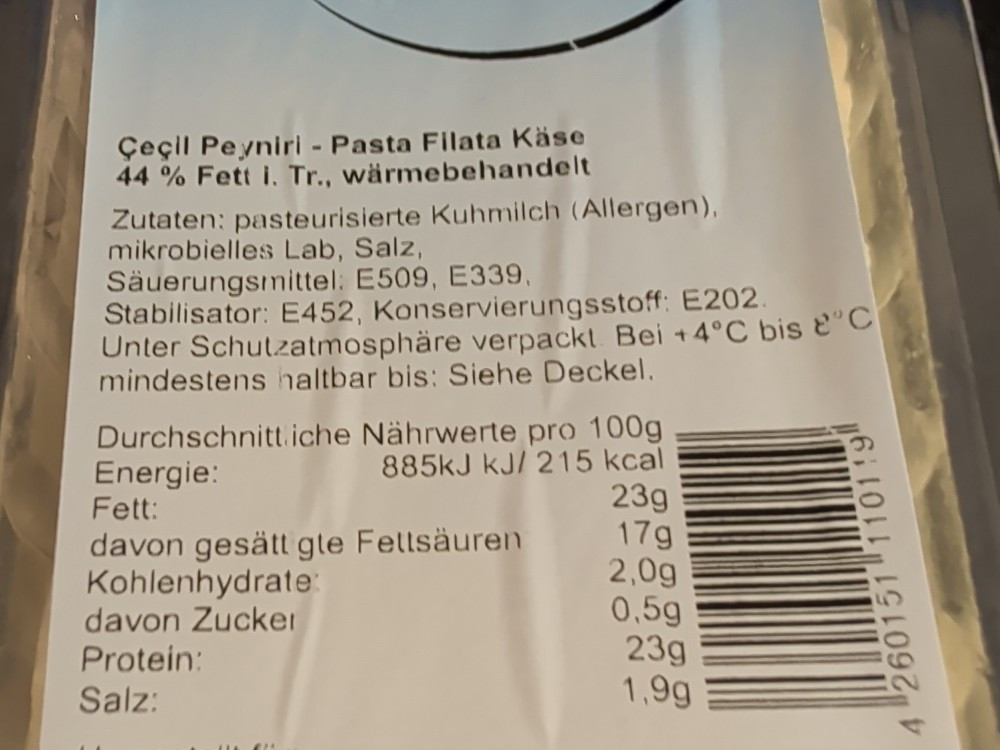 Çeçil Peyniri - Pasta Filata Käse
44 % Fett i. Tr., wärmebehandelt
Zutaten: pasteurisierte Kuhmilch (Allergen),
mikrobielles Lab, Salz,
Säuerungsmittel: E509, E339,
Stabilisator: E452, Konservierungsstoff: E202.
Unter Schutzatmosphäre verpackt. Bei +4°C bis 8°C
mindestens haltbar bis: Siehe Deckel.
Durchschnittliche Nährwerte pro 100g
Energie: 885kJ kJ/ 215 kcal
Fett: 23g
davon gesättigte Fettsäuren 17g
Kohlenhydrate: 2,0g
davon Zucker 0,5g
Protein: 23g
Salz: 1,9g
4 260151 110119